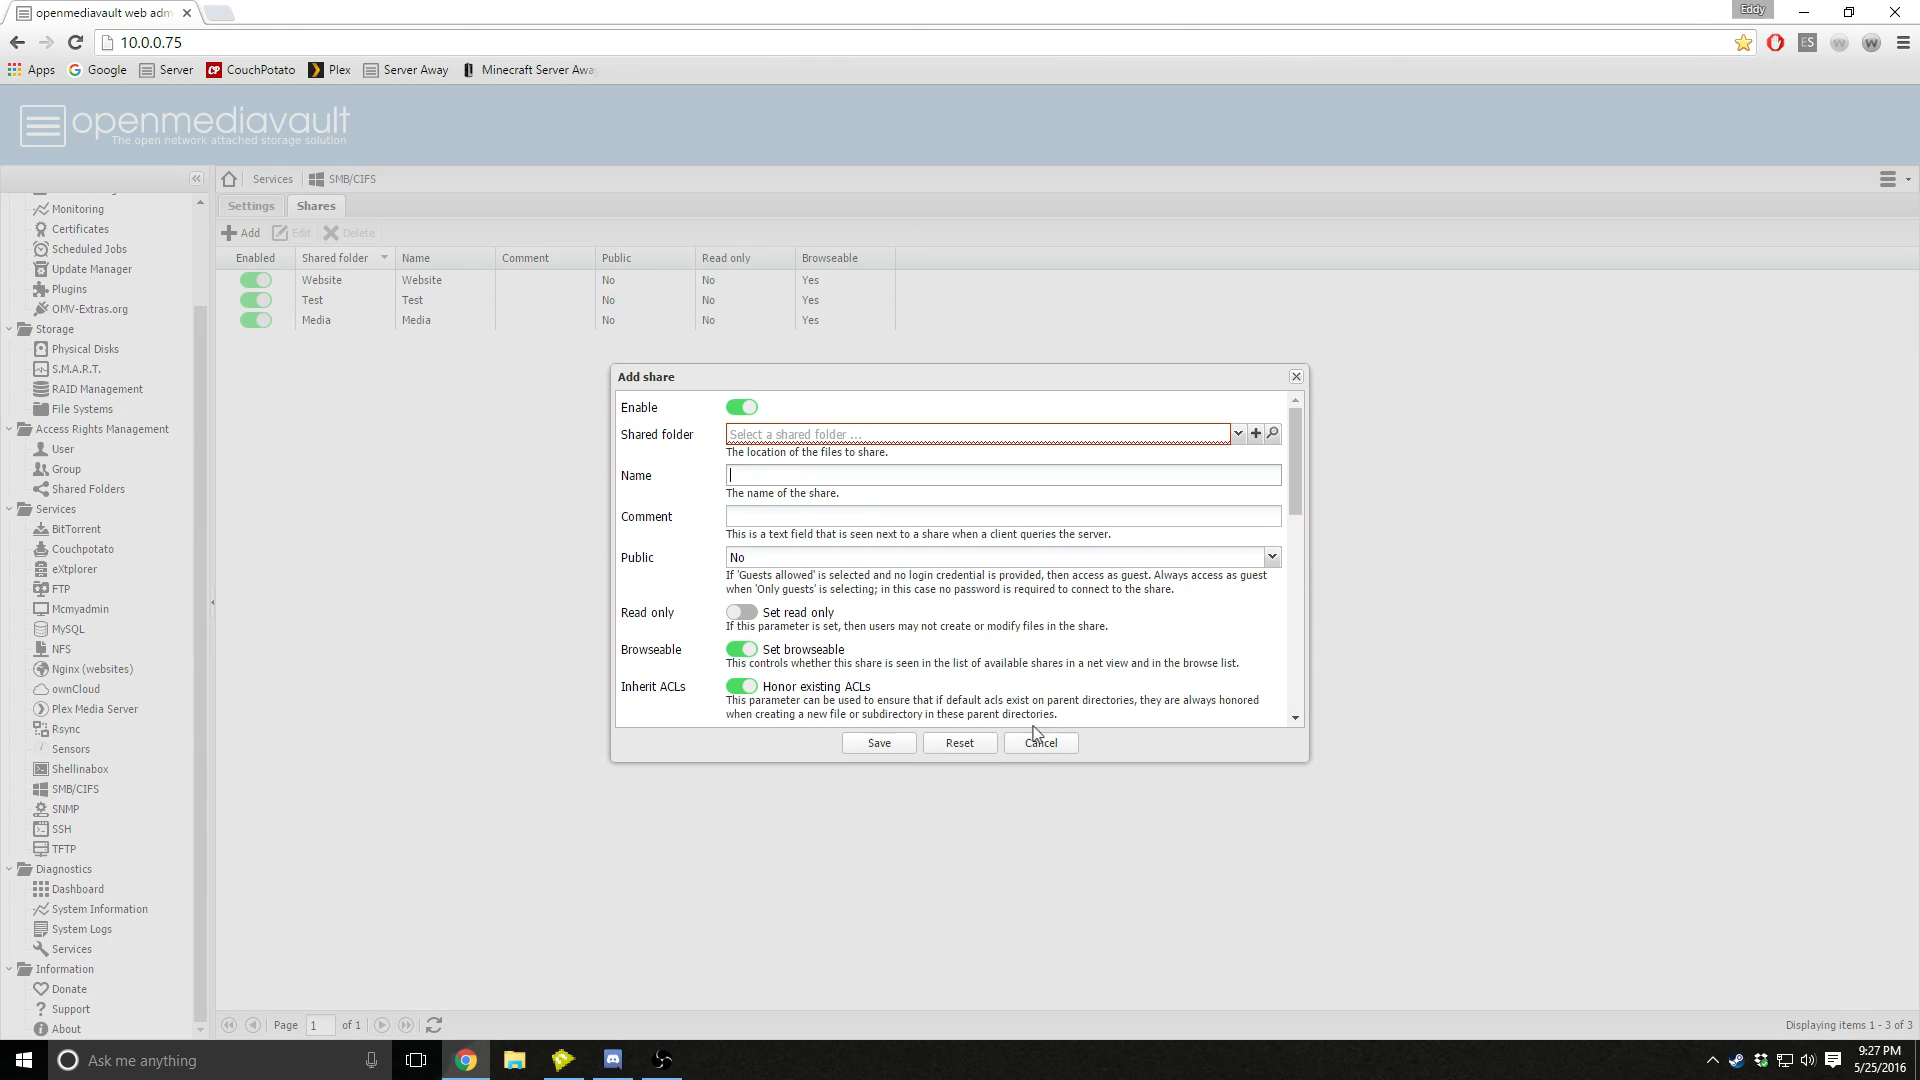 openmediavault web adm
Eddy
10.0.0.75
Apps
Google
Server
CouchPotato
Plex
Server Away
Minecraft Server Away
openmediavault
The open network attached storage solution
Services
SMB/CIFS
Settings
Shares
Add
Edit
Delete
Enabled Shared folder Name Comment Public Read only Browseable
Website Website No No Yes
Test Test No No Yes
Media Media No No Yes
Monitoring
Certificates
Scheduled Jobs
Update Manager
Plugins
OMV-Extras.org
Storage
Physical Disks
S.M.A.R.T.
RAID Management
File Systems
Access Rights Management
User
Group
Shared Folders
Services
BitTorrent
Couchpotato
eXtplorer
FTP
Mcmyadmin
MySQL
NFS
Nginx (websites)
ownCloud
Plex Media Server
Rsync
Sensors
Shellinabox
SMB/CIFS
SNMP
SSH
TFTP
Diagnostics
Dashboard
System Information
System Logs
Services
Information
Donate
Support
About
Add share
Enable
Shared folder Select a shared folder ...
The location of the files to share.
Name
The name of the share.
Comment
This is a text field that is seen next to a share when a client queries the server.
Public No
If 'Guests allowed' is selected and no login credential is provided, then access as guest. Always access as guest
when 'Only guests' is selecting; in this case no password is required to connect to the share.
Read only Set read only
If this parameter is set, then users may not create or modify files in the share.
Browseable Set browseable
This controls whether this share is seen in the list of available shares in a net view and in the browse list.
Inherit ACLs Honor existing ACLs
This parameter can be used to ensure that if default acls exist on parent directories, they are always honored
when creating a new file or subdirectory in these parent directories.
Save
Reset
Cancel
Page 1 of 1
Displaying items 1 - 3 of 3
Ask me anything
9:27 PM
5/25/2016